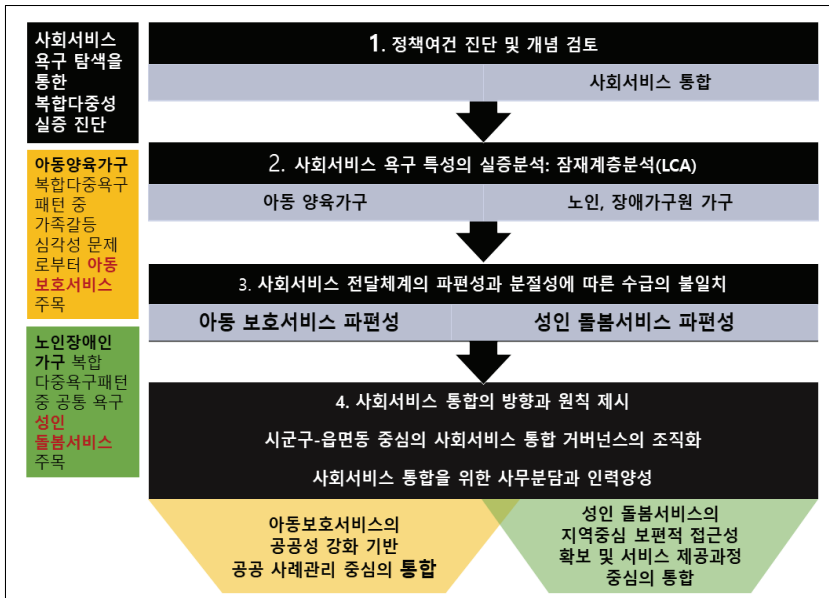 사회서비스
욕구 탐색을
통한
복합다중성
실증 진단
아동양육가구
복합다중욕구
패턴 중
가족갈등
심각성 문제
로부터 아동
보호서비스
주목
노인장애인
가구 복합
다중욕구패턴
중 공통 욕구
성인
돌봄서비스
주목
1. 정책여건 진단 및 개념 검토
사회서비스 통합
2. 사회서비스 욕구 특성의 실증분석: 잠재계층분석(LCA)
아동 양육가구
노인, 장애가구원 가구
3. 사회서비스 전달체계의 파편성과 분절성에 따른 수급의 불일치
아동 보호서비스 파편성
성인 돌봄서비스 파편성
4. 사회서비스 통합의 방향과 원칙 제시
시군구-읍면동 중심의 사회서비스 통합 거버넌스의 조직화
사회서비스 통합을 위한 사무분담과 인력양성
아동보호서비스의
공공성 강화 기반
공공 사례관리 중심의 통합
성인 돌봄서비스의
지역중심 보편적 접근성
확보 및 서비스 제공과정
중심의 통합